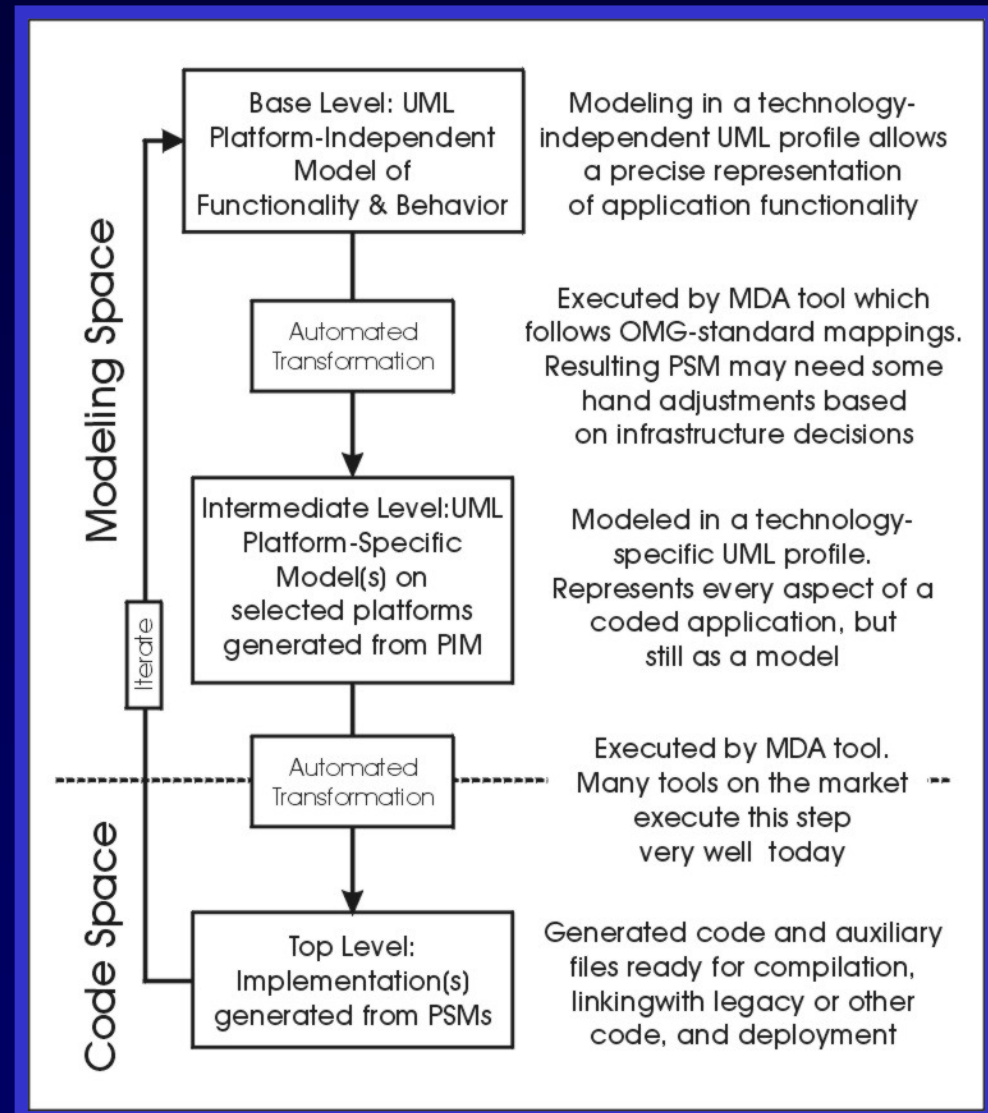 Base Level: UML
Platform-Independent
Model of
Functionality & Behavior
Modeling in a technology-
independent UML profile allows
a precise representation
of application functionality
Automated
Transformation
Executed by MDA tool which
follows OMG-standard mappings.
Resulting PSM may need some
hand adjustments based
on infrastructure decisions
Modeling Space
Intermediate Level:UML
Platform-Specific
Model(s) on
selected platforms
generated from PIM
Modeled in a technology-
specific UML profile.
Represents every aspect of a
coded application, but
still as a model
Iterate
Automated
Transformation
Executed by MDA tool.
Many tools on the market
execute this step
very well today
Code Space
Top Level:
Implementation(s)
generated from PSMs
Generated code and auxiliary
files ready for compilation,
linkingwith legacy or other
code, and deployment